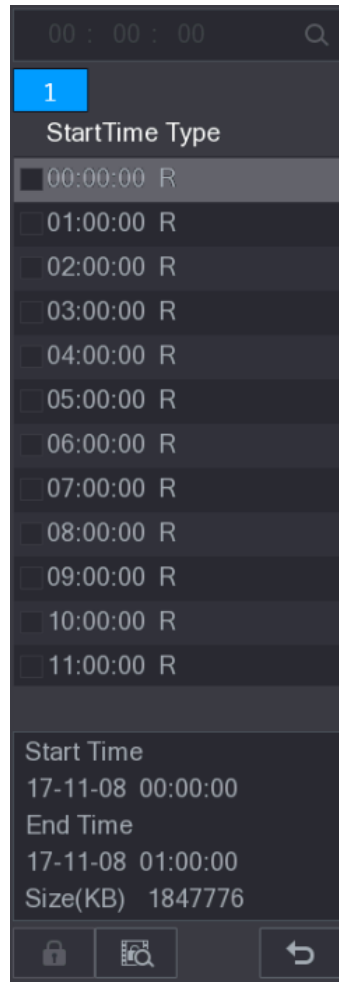 00 : 00 : 00
1
StartTime Type
00:00:00 R
01:00:00 R
02:00:00 R
03:00:00 R
04:00:00 R
05:00:00 R
06:00:00 R
07:00:00 R
08:00:00 R
09:00:00 R
10:00:00 R
11:00:00 R
Start Time
17-11-08 00:00:00
End Time
17-11-08 01:00:00
Size(KB) 1847776